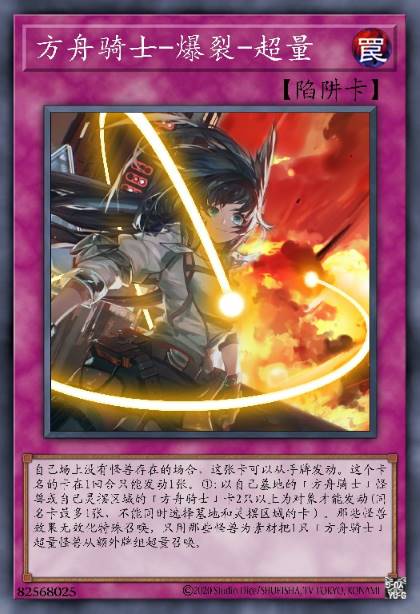 方舟骑士-爆裂-超量
罠
【陷阱卡】
自己场上没有怪兽存在的场合，这张卡可以从手牌发动。这个卡
名的卡在1回合只能发动1张。①：以自己墓地的「方舟骑士」怪
兽或自己灵摆区域的「方舟骑士」卡2只以上为对象才能发动(同
名卡最多1张，不能同时选择墓地和灵摆区域的卡）。那些怪兽
效果无效化特殊召唤，只用那些怪兽为素材把1只「方舟骑士」
超量怪兽从额外牌组超量召唤。
82568025
©2020 Studio Dice/SHUEISHA, TV TOKYO, KONAMI